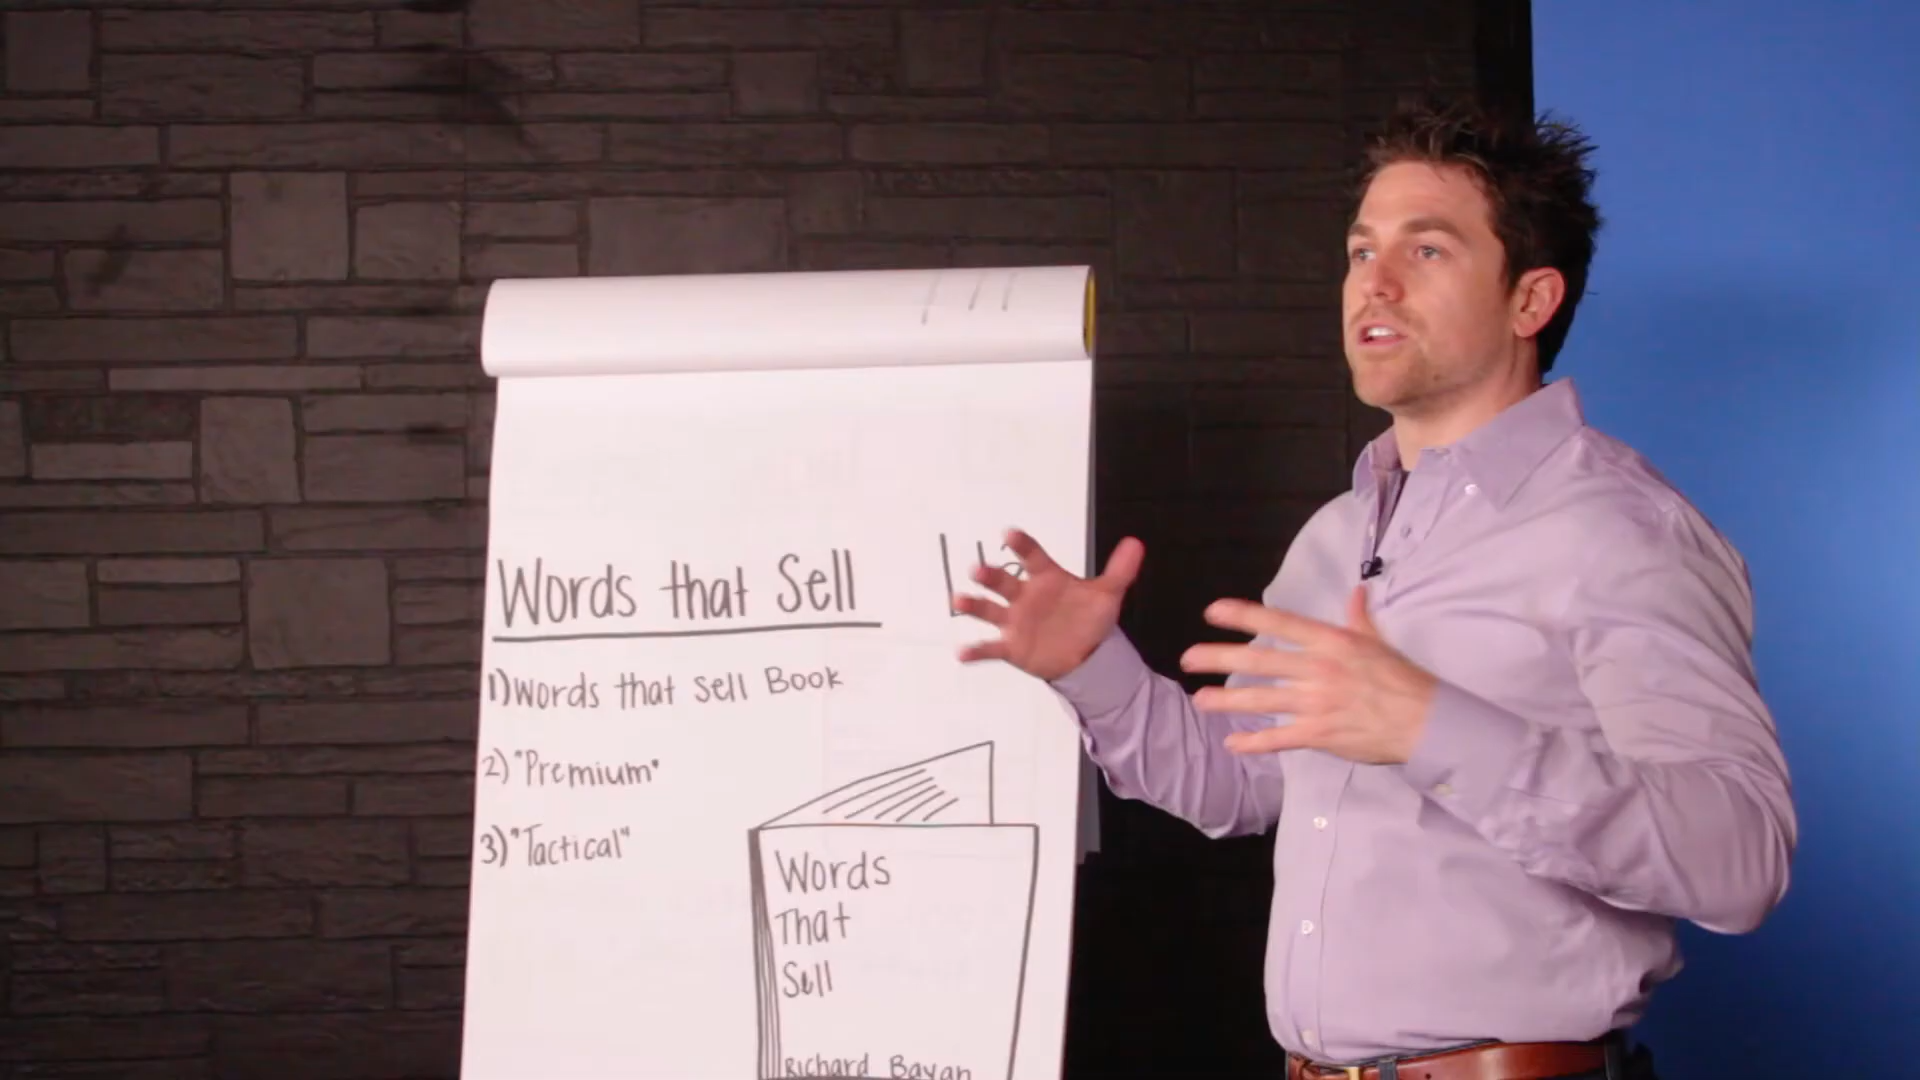 Words that Sell
1) Words that Sell Book
2) "Premium"
3) "Tactical"
Words
That
Sell
Richard Bayan